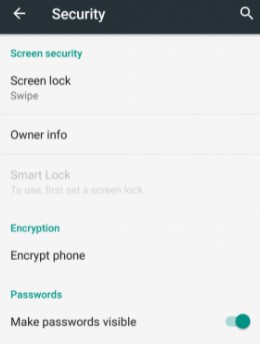 Security
Screen security
Screen lock
Swipe
Owner info
Smart Lock
To use, first set a screen lock
Encryption
Encrypt phone
Passwords
Make passwords visible